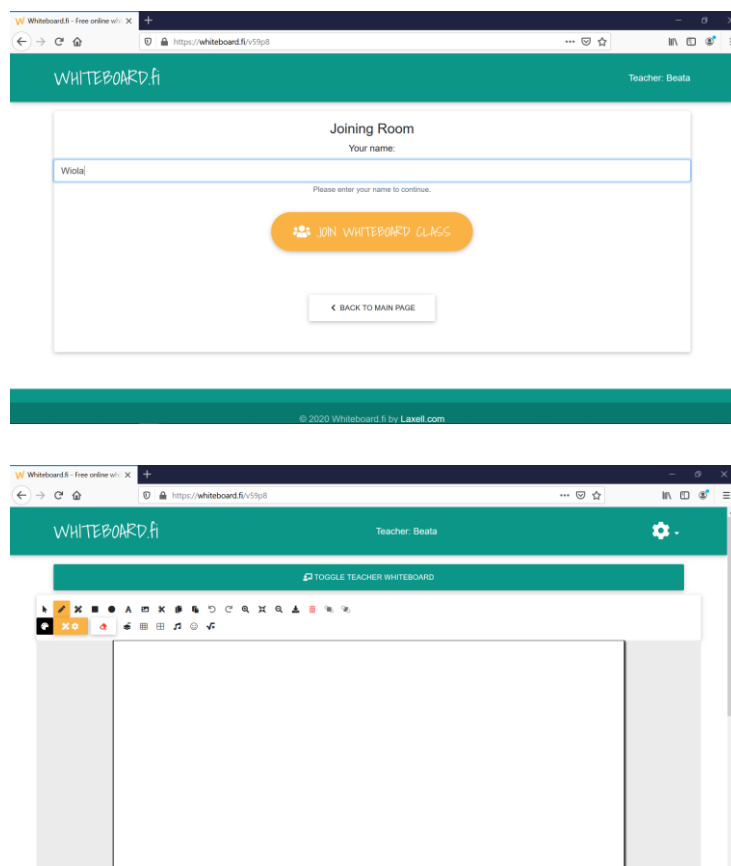 Whiteboard.fi - Free online whi
https://whiteboard.fi/v59p8
WHITEBOARD.fi
Teacher: Beata
Joining Room
Your name:
Wiola
Please enter your name to continue.
JOIN WHITEBOARD CLASS
BACK TO MAIN PAGE
© 2020 Whiteboard.fi by Laxell.com
Whiteboard.fi - Free online whi
https://whiteboard.fi/v59p8
WHITEBOARD.fi
Teacher: Beata
TOGGLE TEACHER WHITEBOARD
A